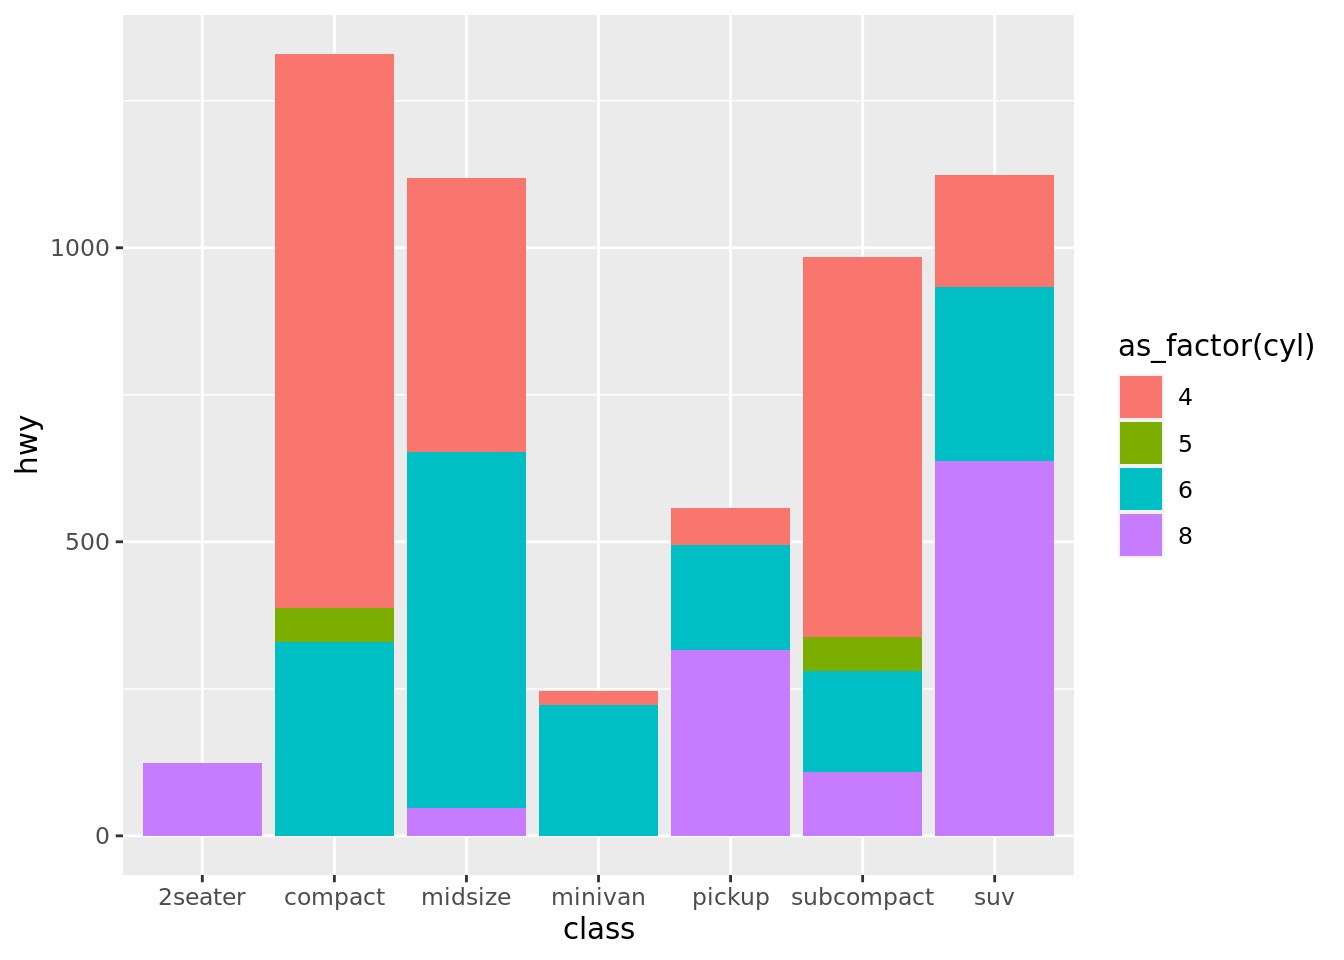 hwy
1000
500
0
2seater compact midsize minivan pickup subcompact suv
class
as_factor(cyl)
4
5
6
8